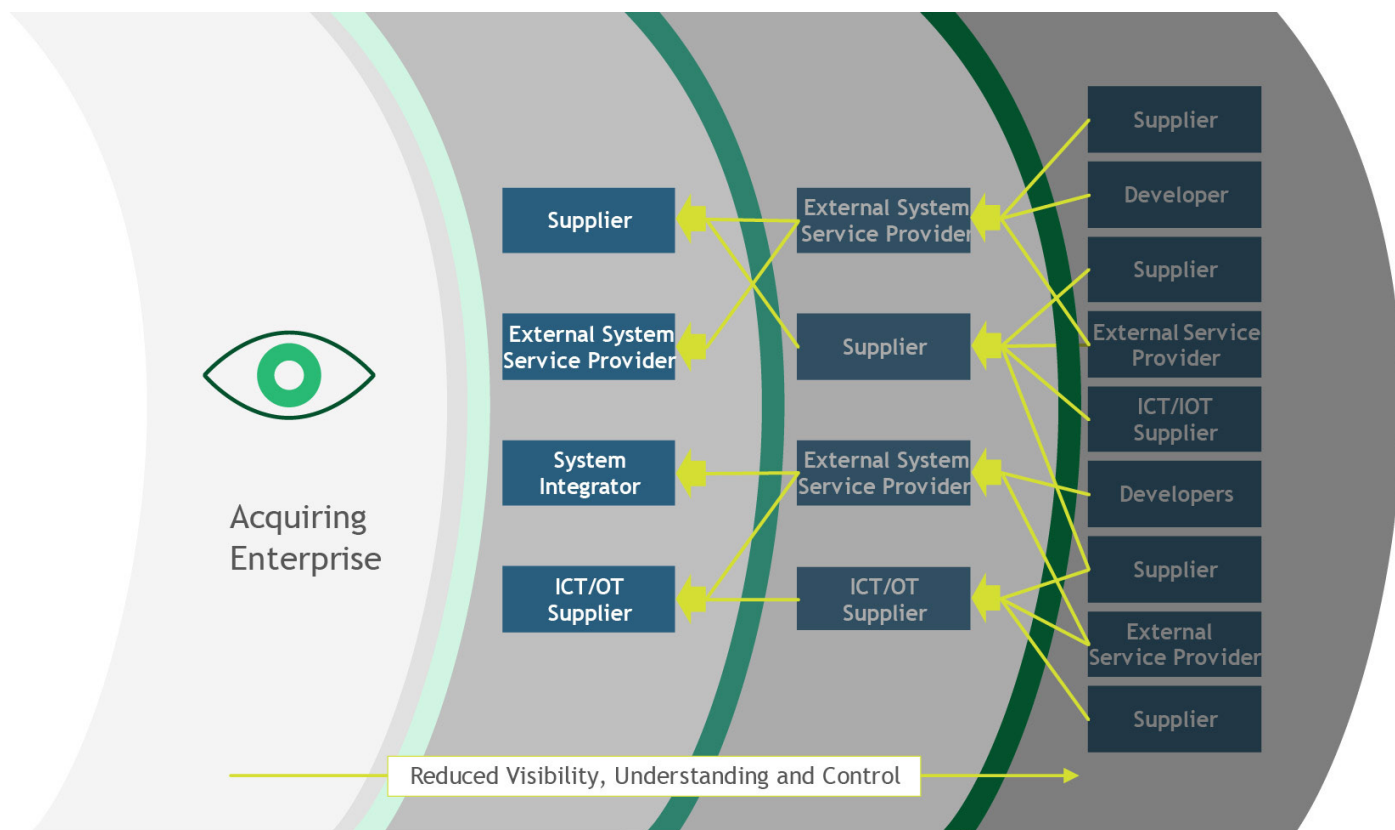 Acquiring
Enterprise
Supplier
External System
Service Provider
System
Integrator
ICT/OT
Supplier
External System
Service Provider
Supplier
External System
Service Provider
ICT/OT
Supplier
Supplier
Developer
Supplier
External Service
Provider
ICT/IOT
Supplier
Developers
Supplier
External
Service Provider
Supplier
Reduced Visibility, Understanding and Control